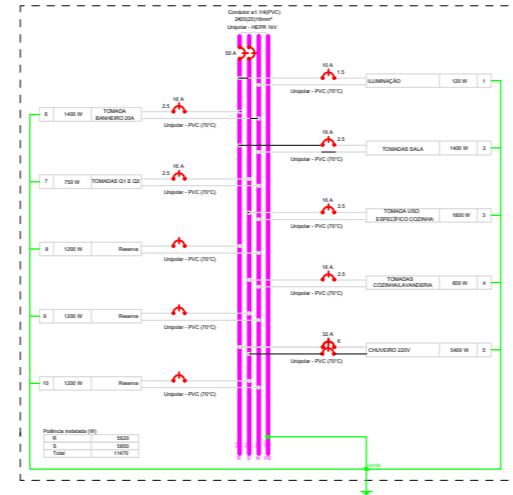 Condutor ø1.1/4(PVC)
2#25(25)16mm²
Unipolar - HEPR 1kV
50 A
10 A
1.5
ILUMINAÇÃO 120 W 1
Unipolar - PVC (70°C)
16 A
2.5
6 1400 W TOMADA
BANHEIRO 20A
Unipolar - PVC (70°C)
16 A
2.5
TOMADAS SALA 1400 W 2
Unipolar - PVC (70°C)
16 A
2.5
7 750 W TOMADAS Q1 E Q2
Unipolar - PVC (70°C)
16 A
2.5
TOMADA USO
ESPECÍFICO COZINHA 1800 W 3
Unipolar - PVC (70°C)
8 1200 W Reserva
Unipolar - PVC (70°C)
16 A
2.5
TOMADAS
COZINHA/LAVANDERIA 600 W 4
Unipolar - PVC (70°C)
9 1200 W Reserva
Unipolar - PVC (70°C)
32 A
6
CHUVEIRO 220V 5400 W 5
Unipolar - PVC (70°C)
10 1200 W Reserva
Unipolar - PVC (70°C)
Potência instalada (W)
R 5820
S 5850
Total 11470